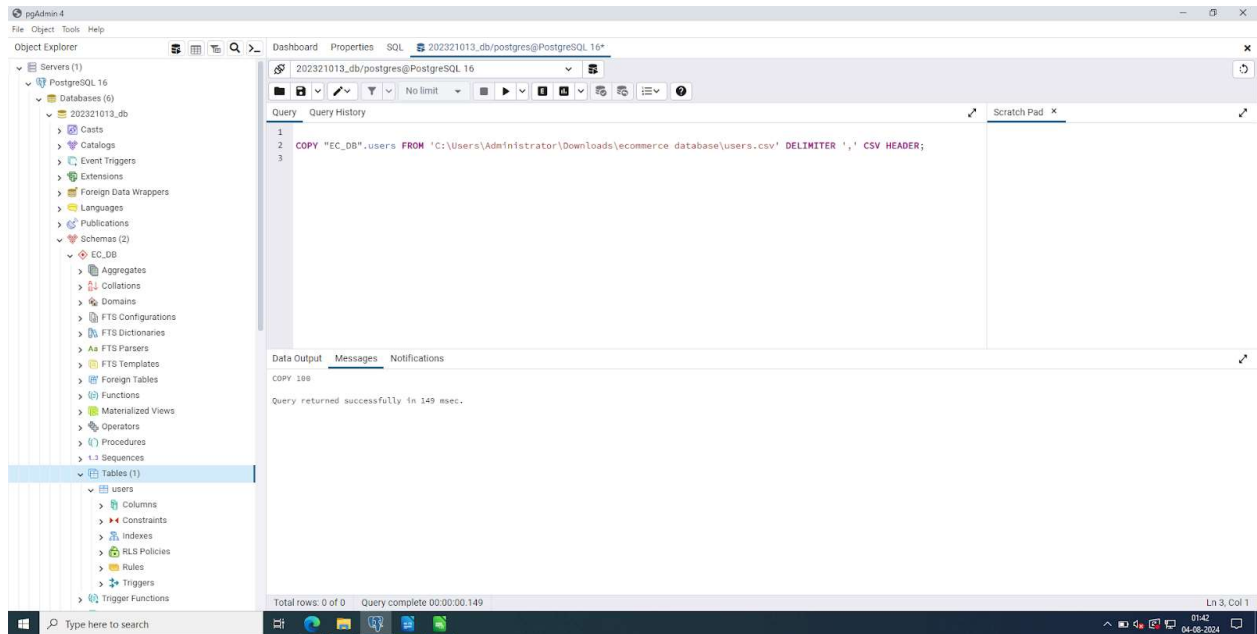 pgAdmin 4
File Object Tools Help
Object Explorer
Dashboard Properties SQL 202321013_db/postgres@PostgreSQL 16*
Servers (1)
PostgreSQL 16
Databases (6)
202321013_db
Casts
Catalogs
Event Triggers
Extensions
Foreign Data Wrappers
Languages
Publications
Schemas (2)
EC_DB
Aggregates
Collations
Domains
FTS Configurations
FTS Dictionaries
FTS Parsers
FTS Templates
Foreign Tables
Functions
Materialized Views
Operators
Procedures
1..3 Sequences
Tables (1)
users
Columns
Constraints
Indexes
RLS Policies
Rules
Triggers
Trigger Functions
202321013_db/postgres@PostgreSQL 16
No limit
Query Query History
Scratch Pad
1
2 COPY "EC_DB".users FROM 'C:\Users\Administrator\Downloads\ecommerce database\users.csv' DELIMITER ',' CSV HEADER;
3
Data Output Messages Notifications
COPY 100
Query returned successfully in 149 msec.
Total rows: 0 of 0 Query complete 00:00:00.149 Ln 3, Col 1
Type here to search
01:42
04-08-2024